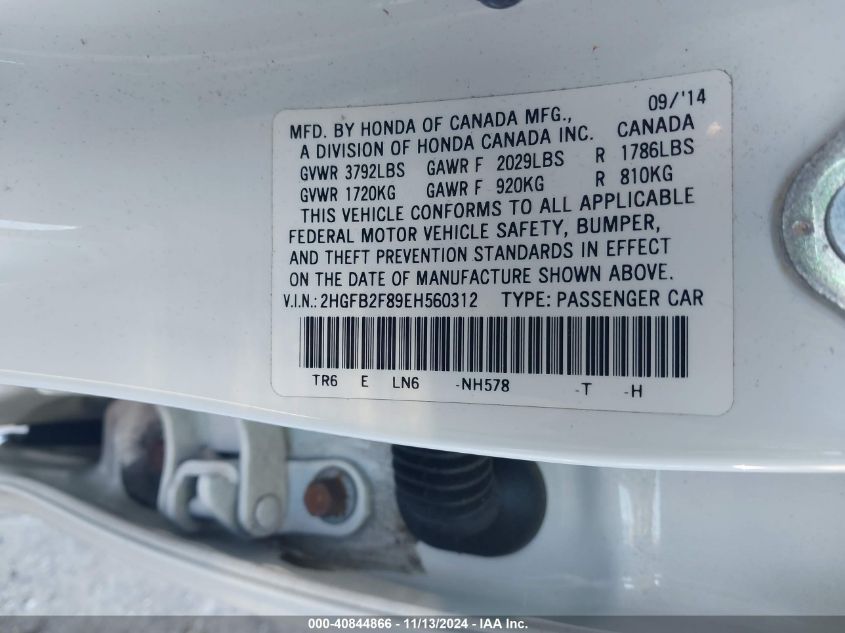 09/'14
MFD. BY HONDA OF CANADA MFG.,
A DIVISION OF HONDA CANADA INC. CANADA
GVWR 3792LBS GAWR F 2029LBS R 1786LBS
GVWR 1720KG GAWR F 920KG R 810KG
THIS VEHICLE CONFORMS TO ALL APPLICABLE
FEDERAL MOTOR VEHICLE SAFETY, BUMPER,
AND THEFT PREVENTION STANDARDS IN EFFECT
ON THE DATE OF MANUFACTURE SHOWN ABOVE.
V.I.N.: 2HGFB2F89EH560312 TYPE: PASSENGER CAR
TR6 E LN6 -NH578 -T -H
000-40844866 - 11/13/2024 - IAA Inc.